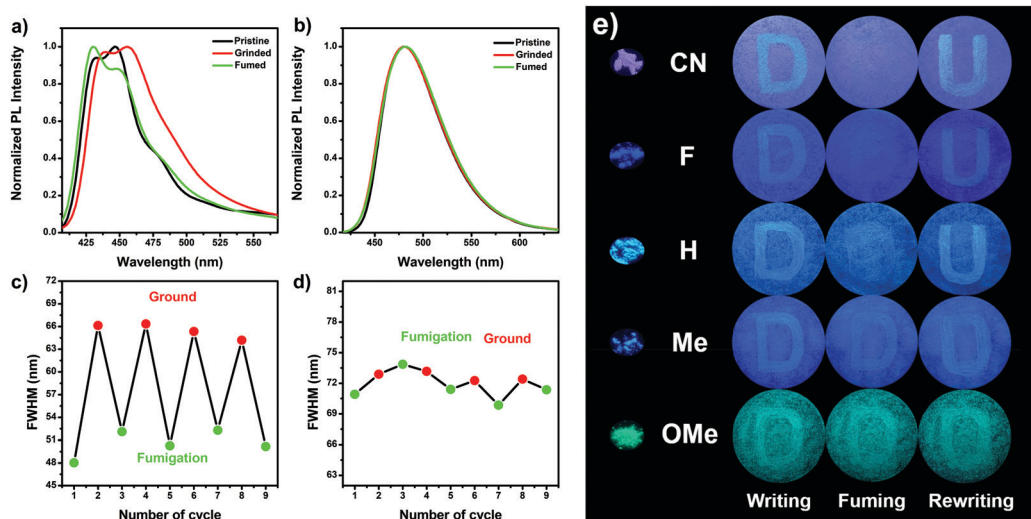 a)
Normalized PL Intensity
1.0
0.8
0.6
0.4
0.2
0.0
Pristine
Grinded
Fumed
425 450 475 500 525 550
Wavelength (nm)
b)
Normalized PL Intensity
1.0
0.8
0.6
0.4
0.2
0.0
Pristine
Grinded
Fumed
450 500 550 600
Wavelength (nm)
c)
FWHM (nm)
72
69
66
63
60
57
54
51
48
45
Ground
Fumigation
1 2 3 4 5 6 7 8 9
Number of cycle
d)
FWHM (nm)
78
75
72
69
66
63
Fumigation
Ground
1 2 3 4 5 6 7 8 9
Number of cycle
e)
CN D U
F D U
H D U
Me D D U
OMe D D U
Writing Fuming Rewriting